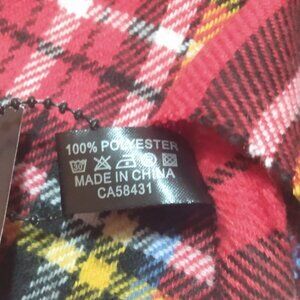 100% POLYESTER
MADE IN CHINA
CA58431